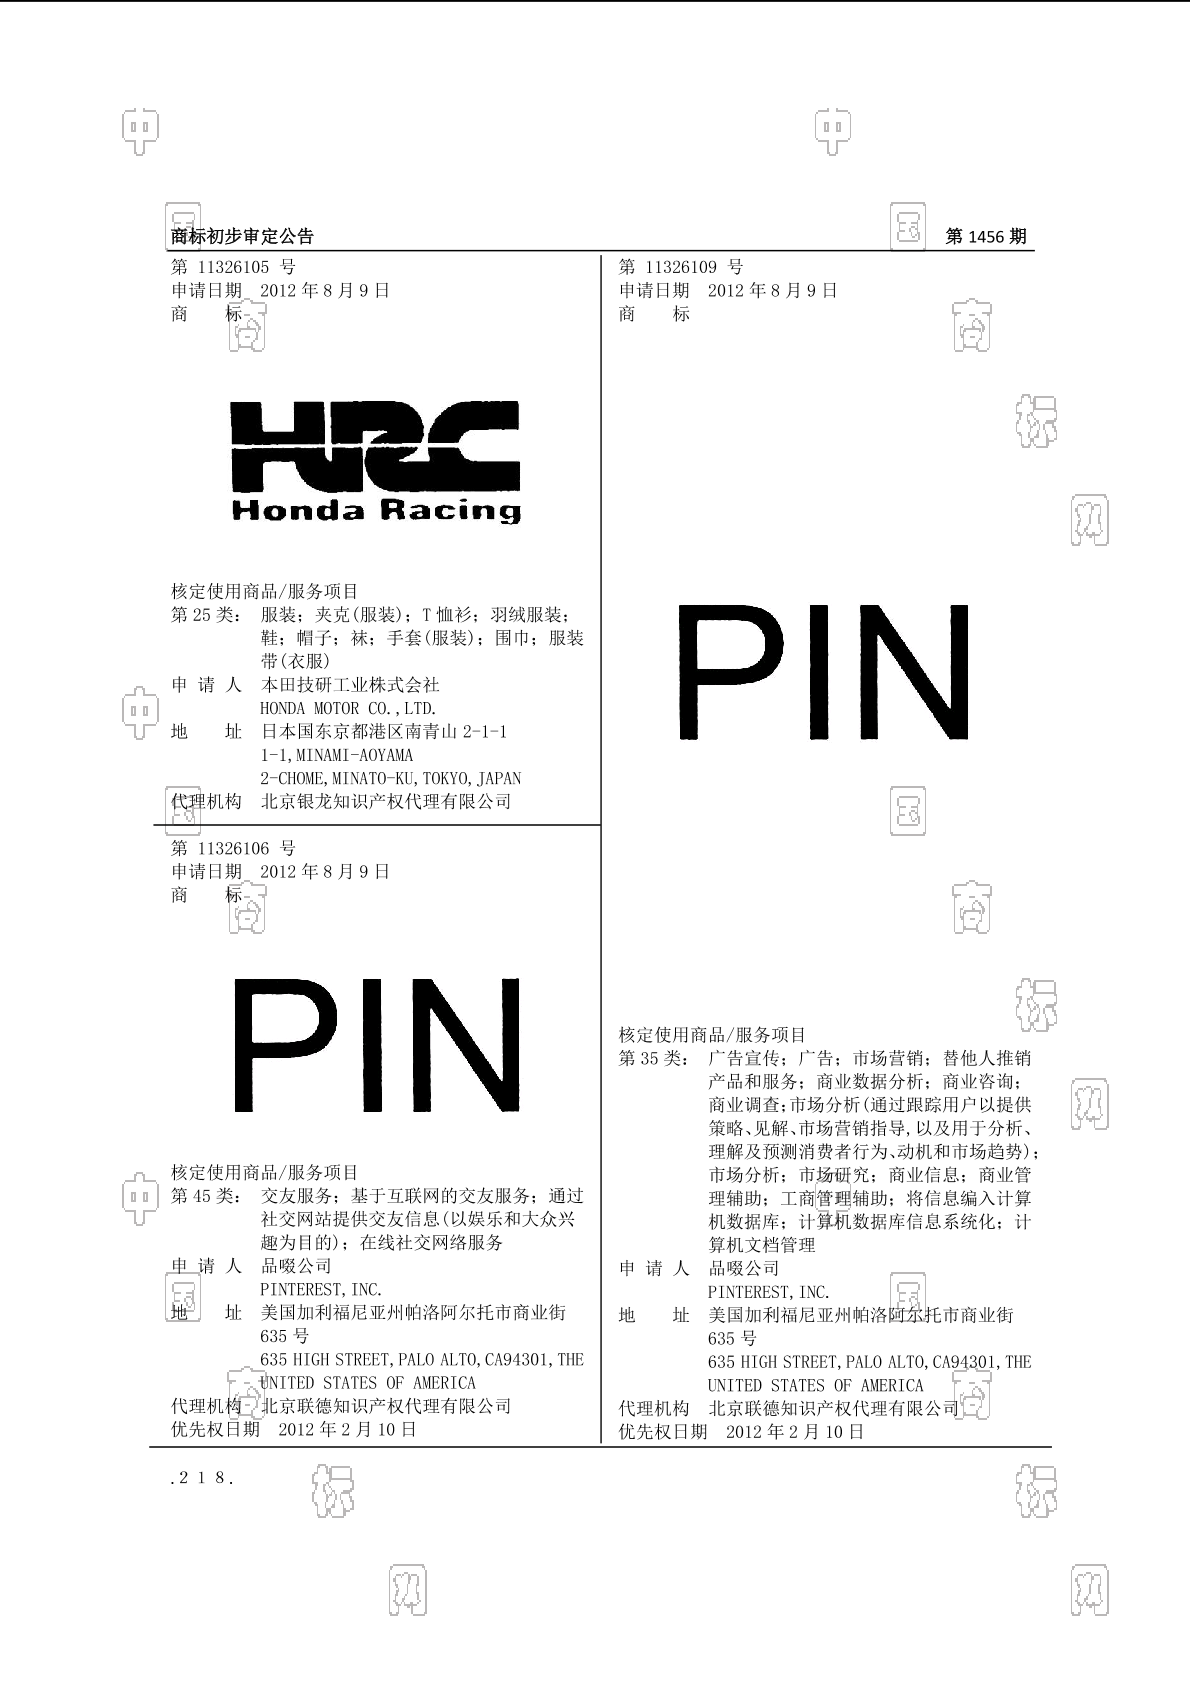 商标初步审定公告
第 1456 期
第 11326105 号
申请日期 2012 年 8 月 9 日
商 标
HRC
Honda Racing
核定使用商品/服务项目
第 25 类： 服装；夹克(服装)；T 恤衫；羽绒服装；
鞋；帽子；袜；手套(服装)；围巾；服装
带(衣服)
申 请 人 本田技研工业株式会社
HONDA MOTOR CO.,LTD.
地 址 日本国东京都港区南青山 2-1-1
1-1,MINAMI-AOYAMA
2-CHOME,MINATO-KU,TOKYO,JAPAN
代理机构 北京银龙知识产权代理有限公司
第 11326106 号
申请日期 2012 年 8 月 9 日
商 标
PIN
核定使用商品/服务项目
第 45 类： 交友服务；基于互联网的交友服务；通过
社交网站提供交友信息(以娱乐和大众兴
趣为目的)；在线社交网络服务
申 请 人 品啜公司
PINTEREST,INC.
地 址 美国加利福尼亚州帕洛阿尔托市商业街
635 号
635 HIGH STREET,PALO ALTO,CA94301,THE
UNITED STATES OF AMERICA
代理机构 北京联德知识产权代理有限公司
优先权日期 2012 年 2 月 10 日
第 11326109 号
申请日期 2012 年 8 月 9 日
商 标
PIN
核定使用商品/服务项目
第 35 类： 广告宣传；广告；市场营销；替他人推销
产品和服务；商业数据分析；商业咨询；
商业调查；市场分析(通过跟踪用户以提供
策略、见解、市场营销指导,以及用于分析、
理解及预测消费者行为、动机和市场趋势)；
市场分析；市场研究；商业信息；商业管
理辅助；工商管理辅助；将信息编入计算
机数据库；计算机数据库信息系统化；计
算机文档管理
申 请 人 品啜公司
PINTEREST,INC.
地 址 美国加利福尼亚州帕洛阿尔托市商业街
635 号
635 HIGH STREET,PALO ALTO,CA94301,THE
UNITED STATES OF AMERICA
代理机构 北京联德知识产权代理有限公司
优先权日期 2012 年 2 月 10 日
.218.
中
国
商
标
网